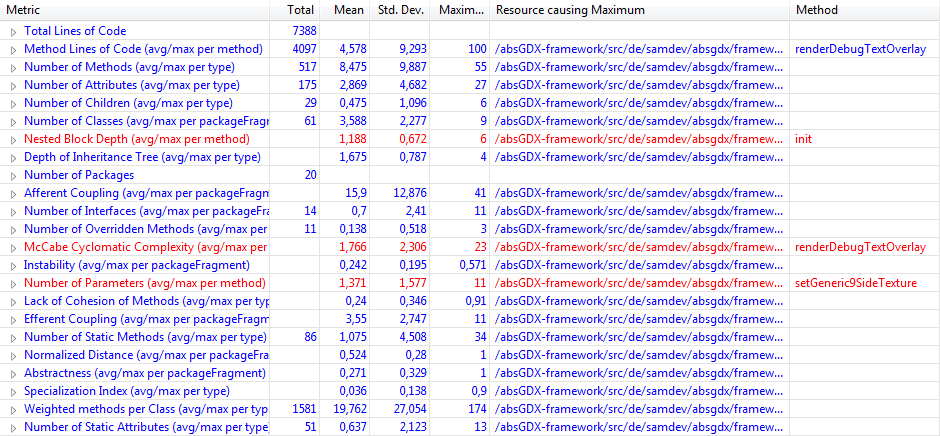 Metric Total Mean Std. Dev. Maxim... Resource causing Maximum Method
Total Lines of Code 7388
Method Lines of Code (avg/max per method) 4097 4,578 9,293 100 /absGDX-framework/src/de/samdev/absgdx/framew... renderDebugTextOverlay
Number of Methods (avg/max per type) 517 8,475 9,887 55 /absGDX-framework/src/de/samdev/absgdx/framew...
Number of Attributes (avg/max per type) 175 2,869 4,682 27 /absGDX-framework/src/de/samdev/absgdx/framew...
Number of Children (avg/max per type) 29 0,475 1,096 6 /absGDX-framework/src/de/samdev/absgdx/framew...
Number of Classes (avg/max per packageFragr 61 3,588 2,277 9 /absGDX-framework/src/de/samdev/absgdx/framew...
Nested Block Depth (avg/max per method) 1,188 0,672 6 /absGDX-framework/src/de/samdev/absgdx/framew... init
Depth of Inheritance Tree (avg/max per type) 1,675 0,787 4 /absGDX-framework/src/de/samdev/absgdx/framew...
Number of Packages 20
Afferent Coupling (avg/max per packageFragm 15,9 12,876 41 /absGDX-framework/src/de/samdev/absgdx/framew...
Number of Interfaces (avg/max per packageFra 14 0,7 2,41 11 /absGDX-framework/src/de/samdev/absgdx/framew...
Number of Overridden Methods (avg/max per 11 0,138 0,518 3 /absGDX-framework/src/de/samdev/absgdx/framew...
McCabe Cyclomatic Complexity (avg/max per 1,766 2,306 23 /absGDX-framework/src/de/samdev/absgdx/framew... renderDebugTextOverlay
Instability (avg/max per packageFragment) 0,242 0,195 0,571 /absGDX-framework/src/de/samdev/absgdx/framew...
Number of Parameters (avg/max per method) 1,371 1,577 11 /absGDX-framework/src/de/samdev/absgdx/framew... setGeneric9SideTexture
Lack of Cohesion of Methods (avg/max per typ 0,24 0,346 0,91 /absGDX-framework/src/de/samdev/absgdx/framew...
Efferent Coupling (avg/max per packageFragm 3,55 2,747 11 /absGDX-framework/src/de/samdev/absgdx/framew...
Number of Static Methods (avg/max per type) 86 1,075 4,508 34 /absGDX-framework/src/de/samdev/absgdx/framew...
Normalized Distance (avg/max per packageFra 0,524 0,28 1 /absGDX-framework/src/de/samdev/absgdx/framew...
Abstractness (avg/max per packageFragment) 0,271 0,329 1 /absGDX-framework/src/de/samdev/absgdx/framew...
Specialization Index (avg/max per type) 0,036 0,138 0,9 /absGDX-framework/src/de/samdev/absgdx/framew...
Weighted methods per Class (avg/max per typ 1581 19,762 27,054 174 /absGDX-framework/src/de/samdev/absgdx/framew...
Number of Static Attributes (avg/max per type) 51 0,637 2,123 13 /absGDX-framework/src/de/samdev/absgdx/framew...